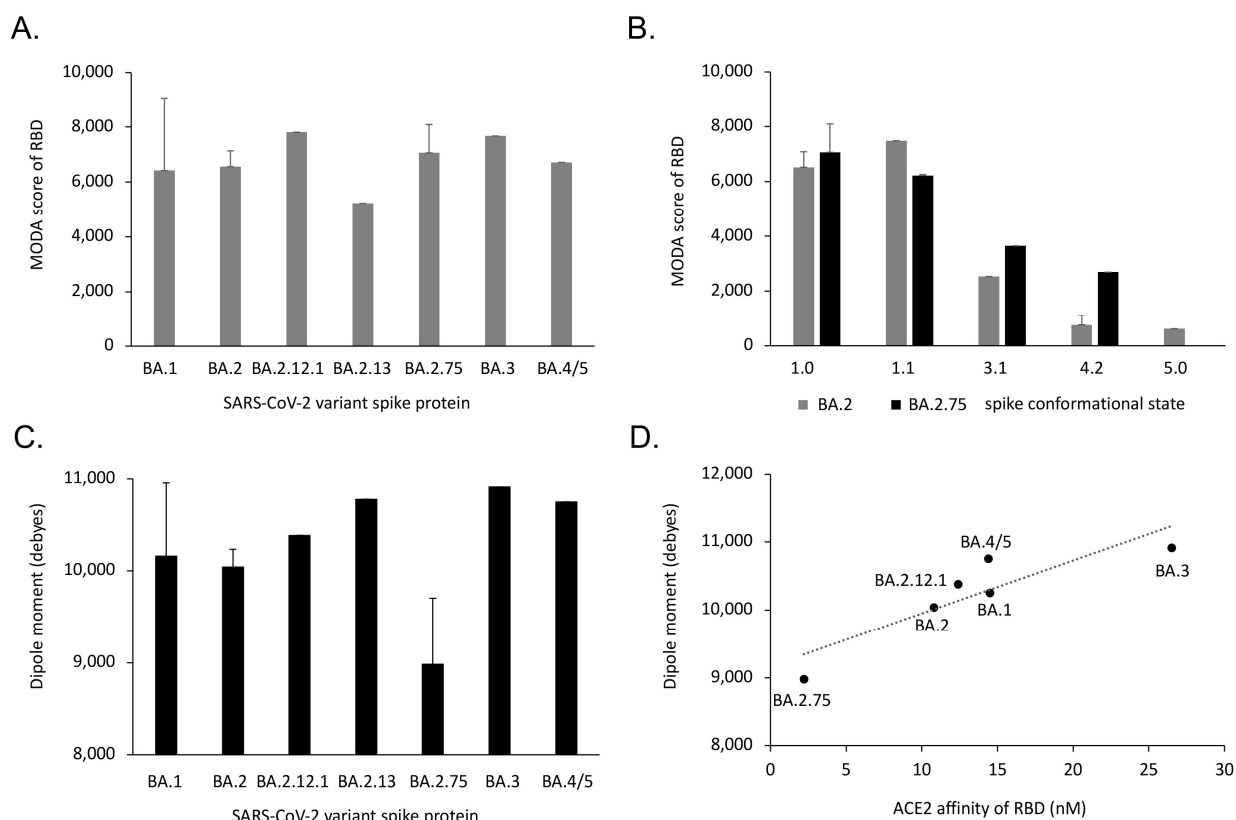 A.
MODA score of RBD
10,000
8,000
6,000
4,000
2,000
0
BA.1 BA.2 BA.2.12.1 BA.2.13 BA.2.75 BA.3 BA.4/5
SARS-CoV-2 variant spike protein
B.
MODA score of RBD
10,000
8,000
6,000
4,000
2,000
0
1.0 1.1 3.1 4.2 5.0
BA.2 BA.2.75 spike conformational state
C.
Dipole moment (debyes)
11,000
10,000
9,000
8,000
BA.1 BA.2 BA.2.12.1 BA.2.13 BA.2.75 BA.3 BA.4/5
SARS-CoV-2 variant spike protein
D.
Dipole moment (debyes)
12,000
11,000
10,000
9,000
8,000
BA.4/5
BA.2.12.1
BA.3
BA.1
BA.2
BA.2.75
0 5 10 15 20 25 30
ACE2 affinity of RBD (nM)